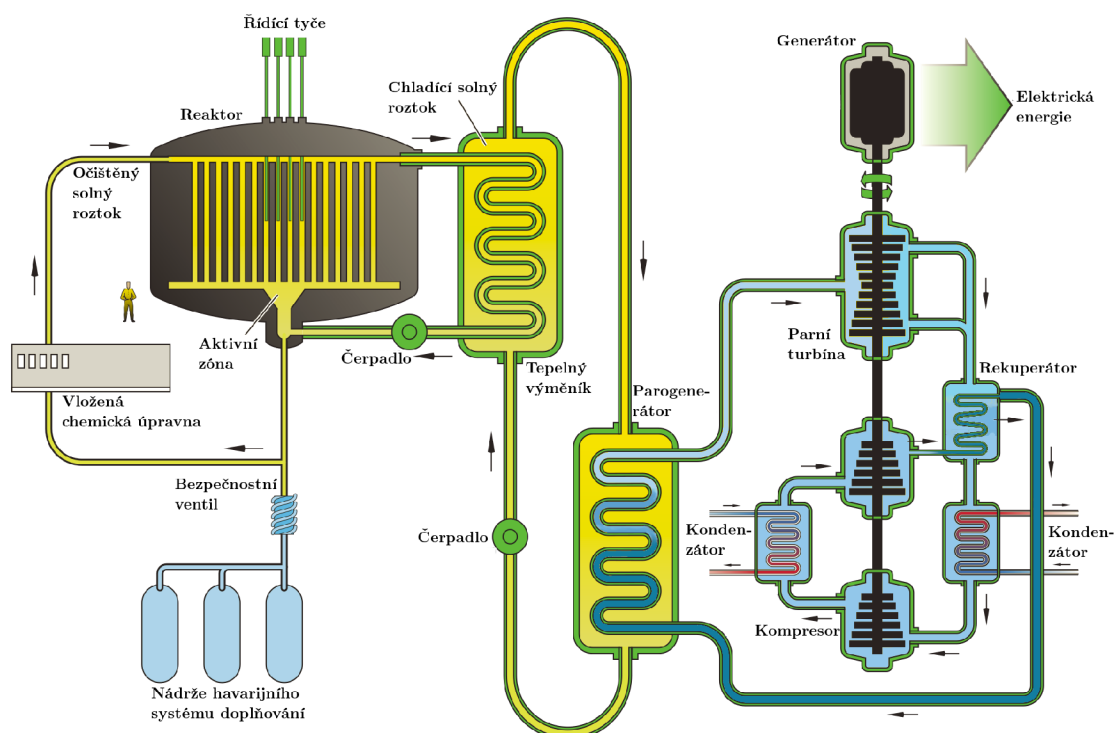 Řídící tyče
Generátor
Chladící solný
roztok
Elektrická
energie
Reaktor
Očištěný
solný
roztok
Aktivní
zóna
Čerpadlo
Parní
turbína
Tepelný
výměník
Rekuperátor
Vložená
chemická úpravna
Parogene-
rátor
Bezpečnostní
ventil
Čerpadlo
Konden-
zátor
Konden-
zátor
Kompresor
Nádrže havarijního
systému doplňování